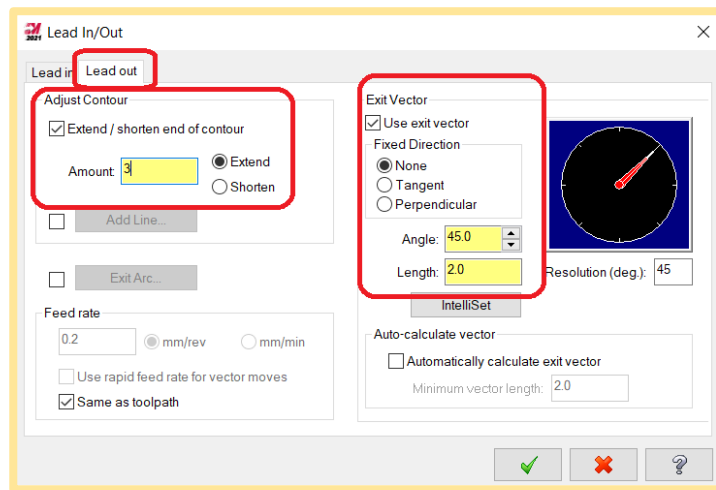 2021 Lead In/Out
Lead in Lead out
Adjust Contour
Extend / shorten end of contour
Amount: 3
Extend
Shorten
Add Line...
Exit Arc...
Feed rate
0.2 mm/rev mm/min
Use rapid feed rate for vector moves
Same as toolpath
Exit Vector
Use exit vector
Fixed Direction
None
Tangent
Perpendicular
Angle: 45.0
Length: 2.0
Resolution (deg.): 45
IntelliSet
Auto-calculate vector
Automatically calculate exit vector
Minimum vector length: 2.0